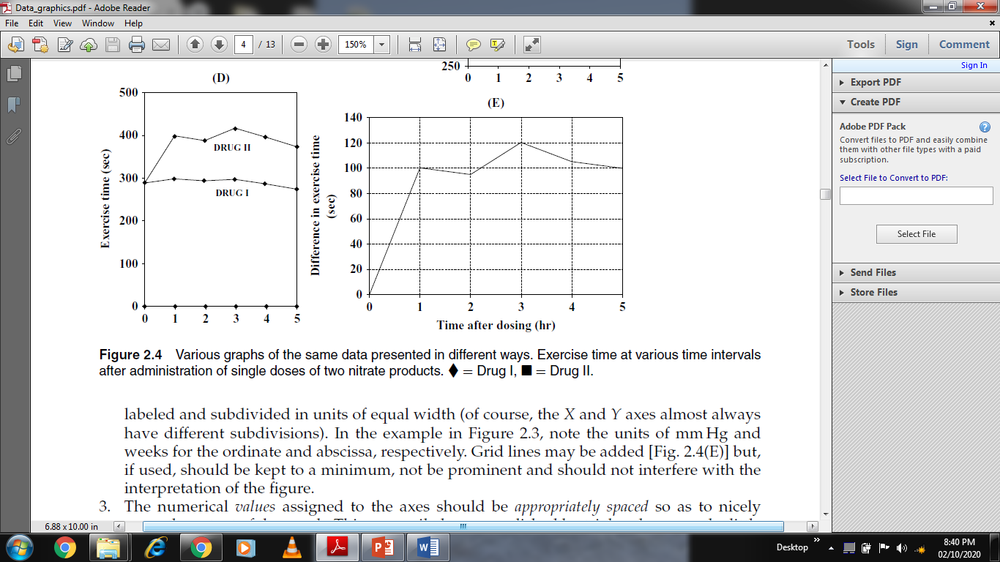 Data_graphics.pdf - Adobe Reader
File Edit View Window Help
4 / 13 150%
Tools Sign Comment
Sign In
Export PDF
Create PDF
Adobe PDF Pack
Convert files to PDF and easily combine
them with other file types with a paid
subscription.
Select File to Convert to PDF:
Select File
Send Files
Store Files
250
0 1 2 3 4 5
(D)
500
400
300
200
100
0
0 1 2 3 4 5
Exercise time (sec)
DRUG II
DRUG I
(E)
140
120
100
80
60
40
20
0
0 1 2 3 4 5
Difference in exercise time
(sec)
Time after dosing (hr)
Figure 2.4 Various graphs of the same data presented in different ways. Exercise time at various time intervals
after administration of single doses of two nitrate products. ♦ = Drug I, ■ = Drug II.
labeled and subdivided in units of equal width (of course, the X and Y axes almost always
have different subdivisions). In the example in Figure 2.3, note the units of mm Hg and
weeks for the ordinate and abscissa, respectively. Grid lines may be added [Fig. 2.4(E)] but,
if used, should be kept to a minimum, not be prominent and should not interfere with the
interpretation of the figure.
3. The numerical values assigned to the axes should be appropriately spaced so as to nicely
6.88 x 10.00 in
Desktop
8:40 PM
02/10/2020